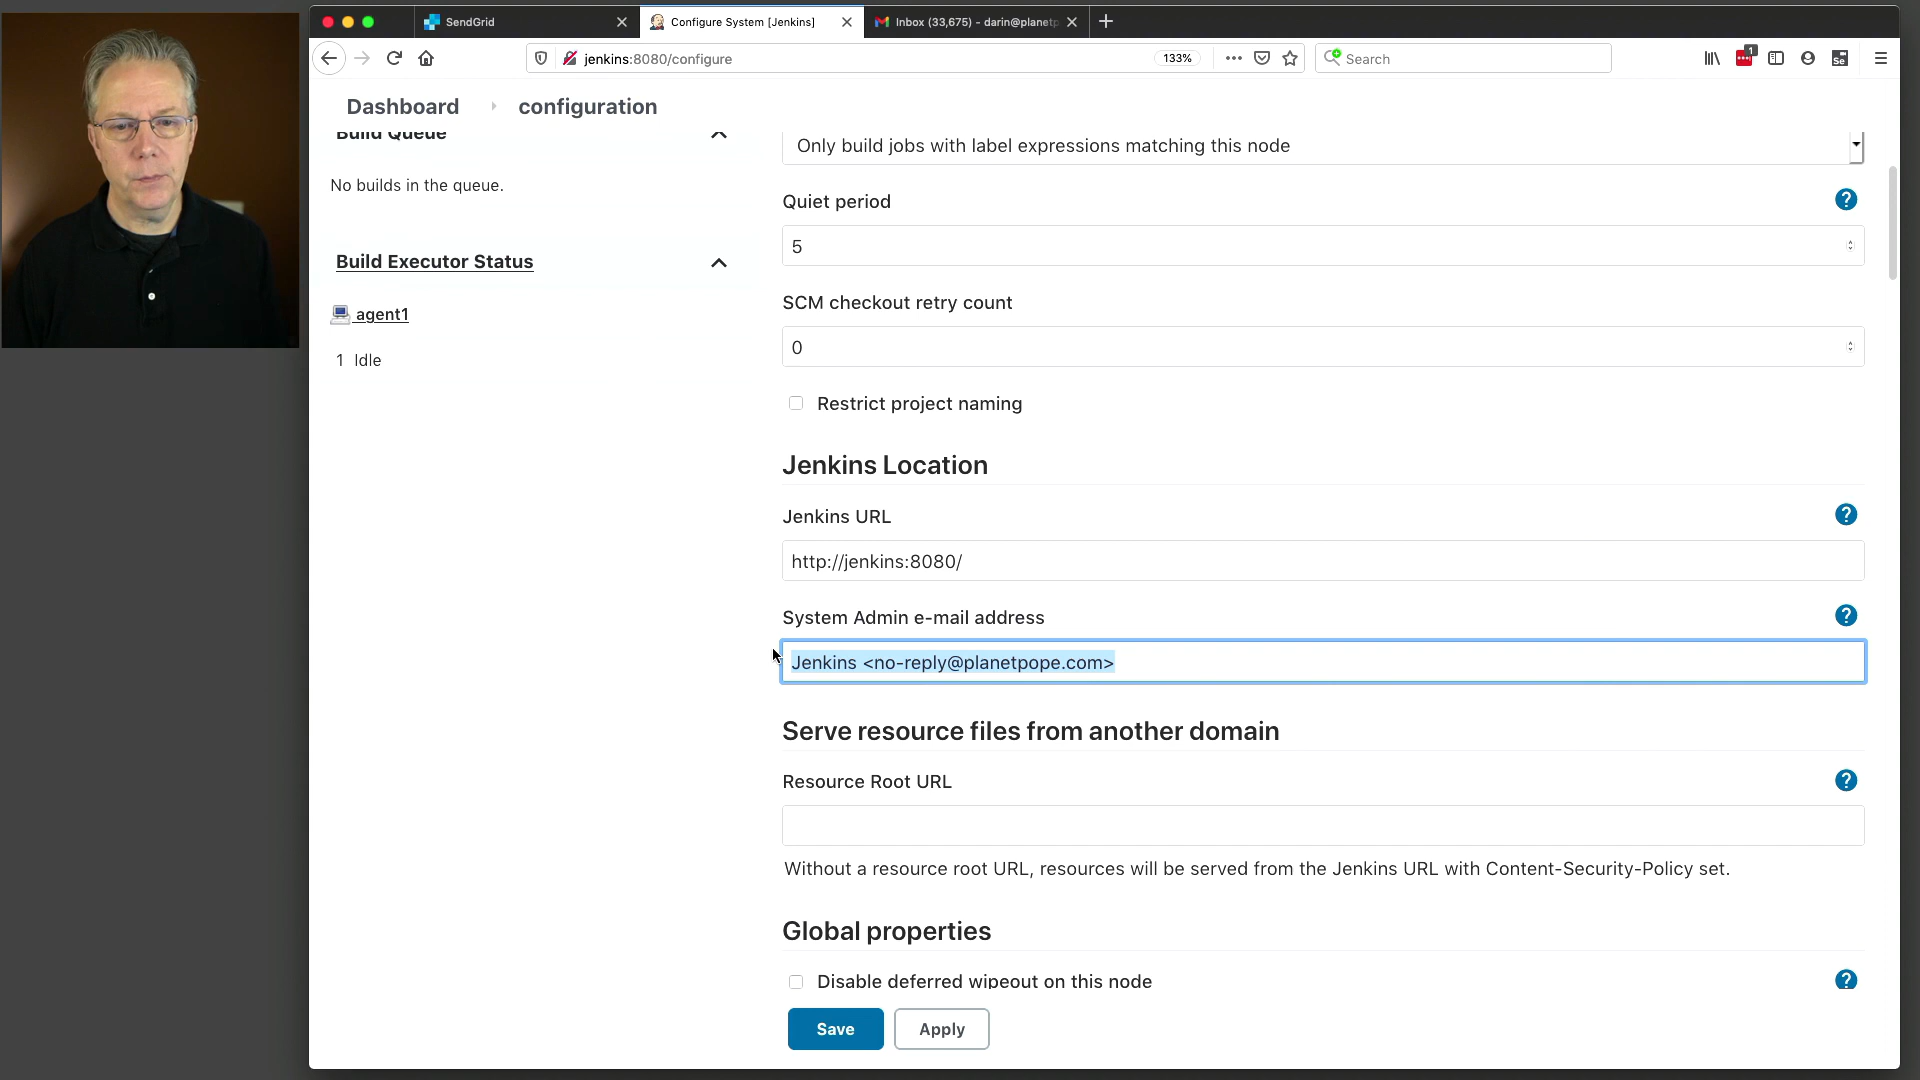 SendGrid
Configure System [Jenkins]
Inbox (33,675) - darin@planetp
jenkins:8080/configure
133%
Search
1
Dashboard
configuration
Build Queue
No builds in the queue.
Build Executor Status
agent1
1 Idle
Only build jobs with label expressions matching this node
Quiet period
?
5
SCM checkout retry count
0
Restrict project naming
Jenkins Location
Jenkins URL
?
http://jenkins:8080/
System Admin e-mail address
?
Jenkins <no-reply@planetpope.com>
Serve resource files from another domain
Resource Root URL
?
Without a resource root URL, resources will be served from the Jenkins URL with Content-Security-Policy set.
Global properties
Disable deferred wipeout on this node
?
Save
Apply